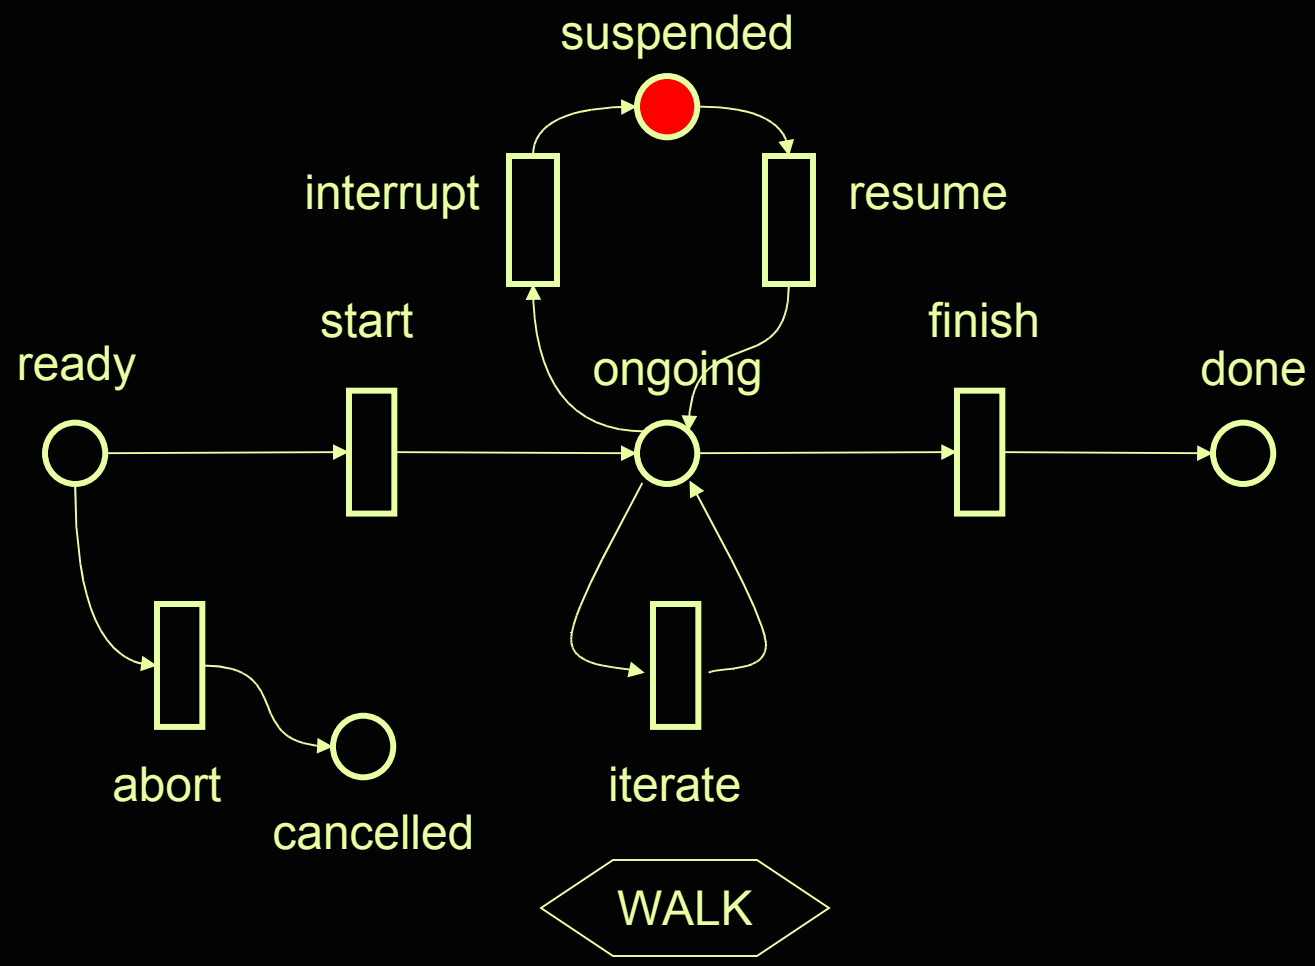 suspended
interrupt
resume
start
finish
ready
ongoing
done
abort
iterate
cancelled
WALK